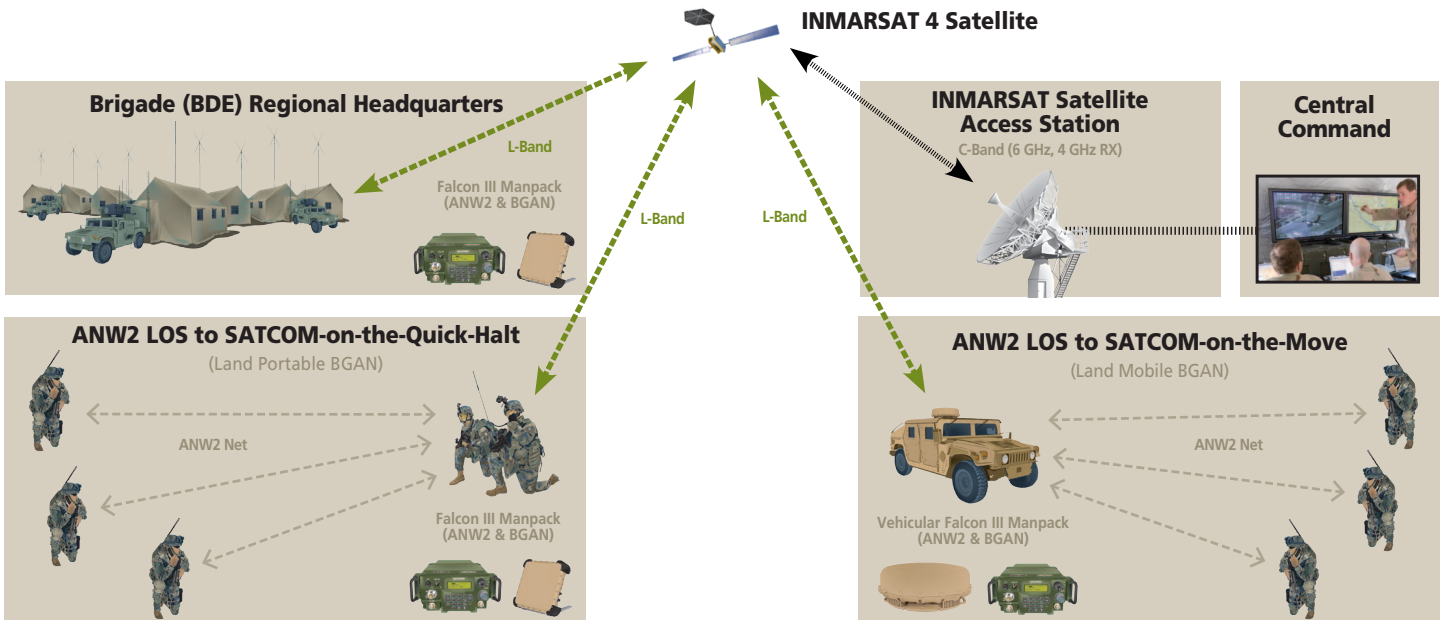 INMARSAT 4 Satellite
Brigade (BDE) Regional Headquarters
L-Band
Falcon III Manpack
(ANW2 & BGAN)
L-Band
L-Band
INMARSAT Satellite
Access Station
C-Band (6 GHz, 4 GHz RX)
Central
Command
ANW2 LOS to SATCOM-on-the-Quick-Halt
(Land Portable BGAN)
ANW2 Net
Falcon III Manpack
(ANW2 & BGAN)
ANW2 LOS to SATCOM-on-the-Move
(Land Mobile BGAN)
ANW2 Net
Vehicular Falcon III Manpack
(ANW2 & BGAN)